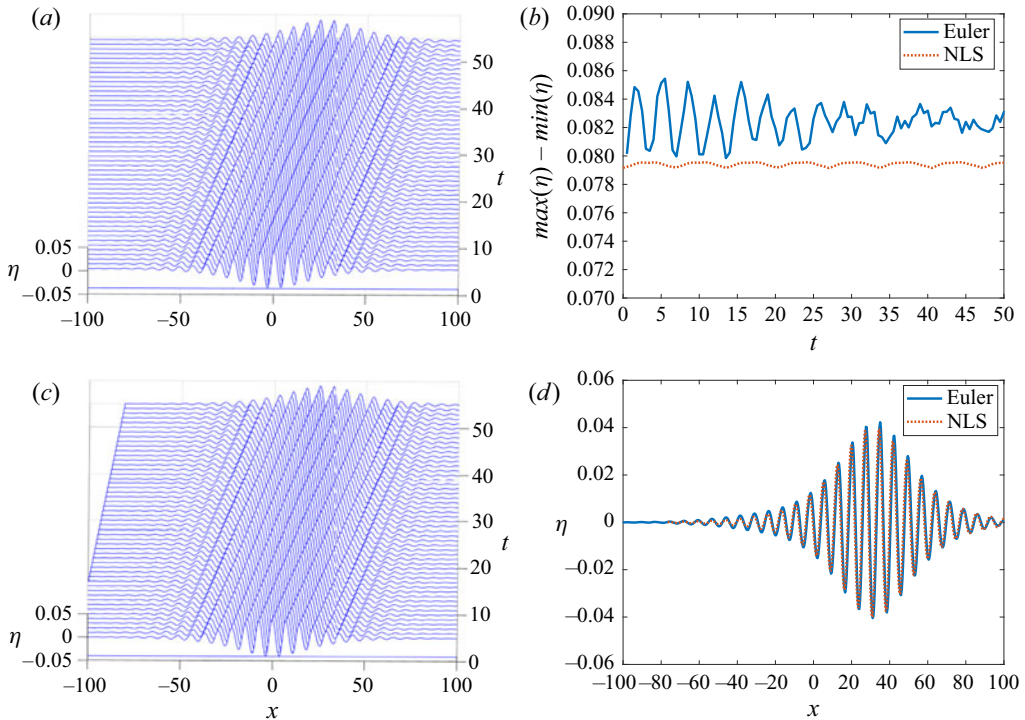 (a)
50
40
30
t
20
10
0
0.05
η 0
–0.05
–100 –50 0 50 100
(b)
0.090
0.088
0.086
0.084
0.082
0.080
0.078
0.076
0.074
0.072
0.070
max(η) – min(η)
Euler
NLS
0 5 10 15 20 25 30 35 40 45 50
t
(c)
50
40
30
t
20
10
0
0.05
η 0
–0.05
–100 –50 0 50 100
x
(d)
0.06
0.04
0.02
η 0
–0.02
–0.04
–0.06
Euler
NLS
–100 –80 –60 –40 –20 0 20 40 60 80 100
x